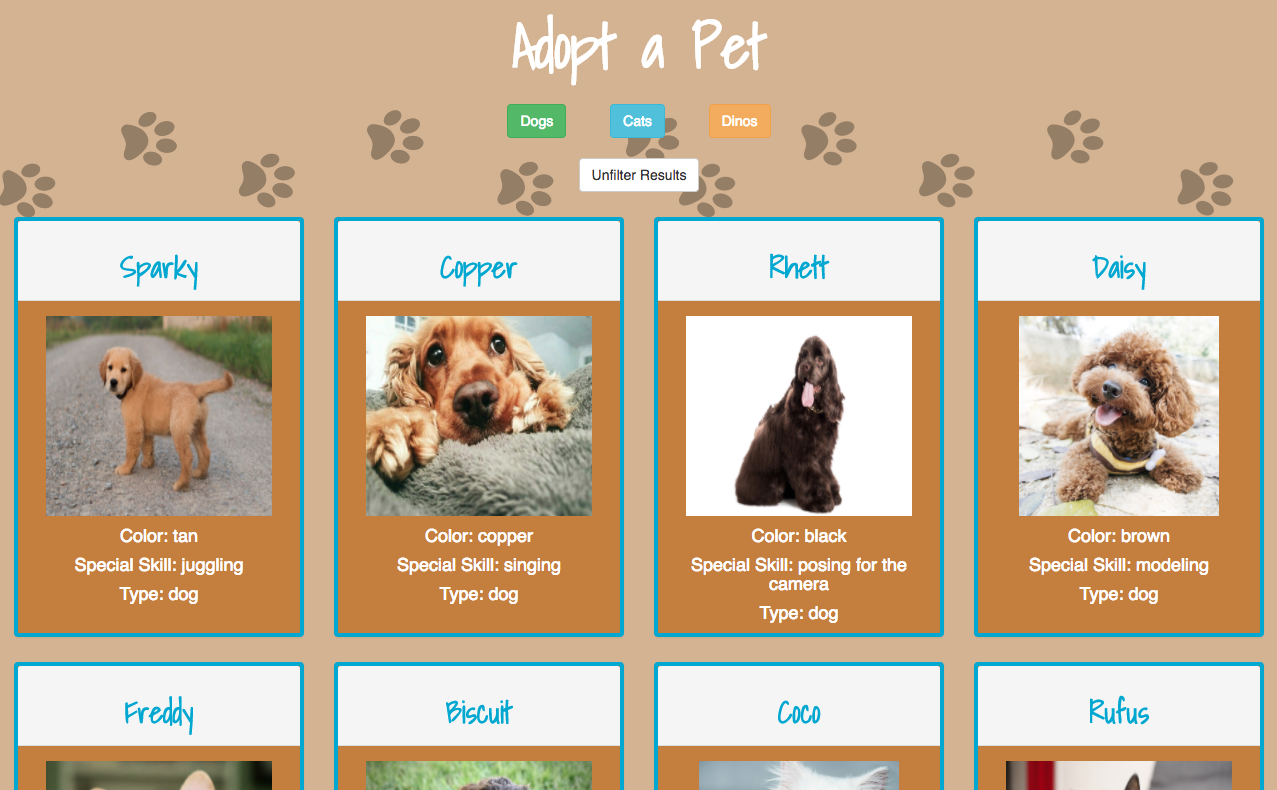 Adopt a Pet
Dogs
Cats
Dinos
Unfilter Results
Sparky
Color: tan
Special Skill: juggling
Type: dog
Copper
Color: copper
Special Skill: singing
Type: dog
Rhett
Color: black
Special Skill: posing for the
camera
Type: dog
Daisy
Color: brown
Special Skill: modeling
Type: dog
Freddy
Biscuit
Coco
Rufus